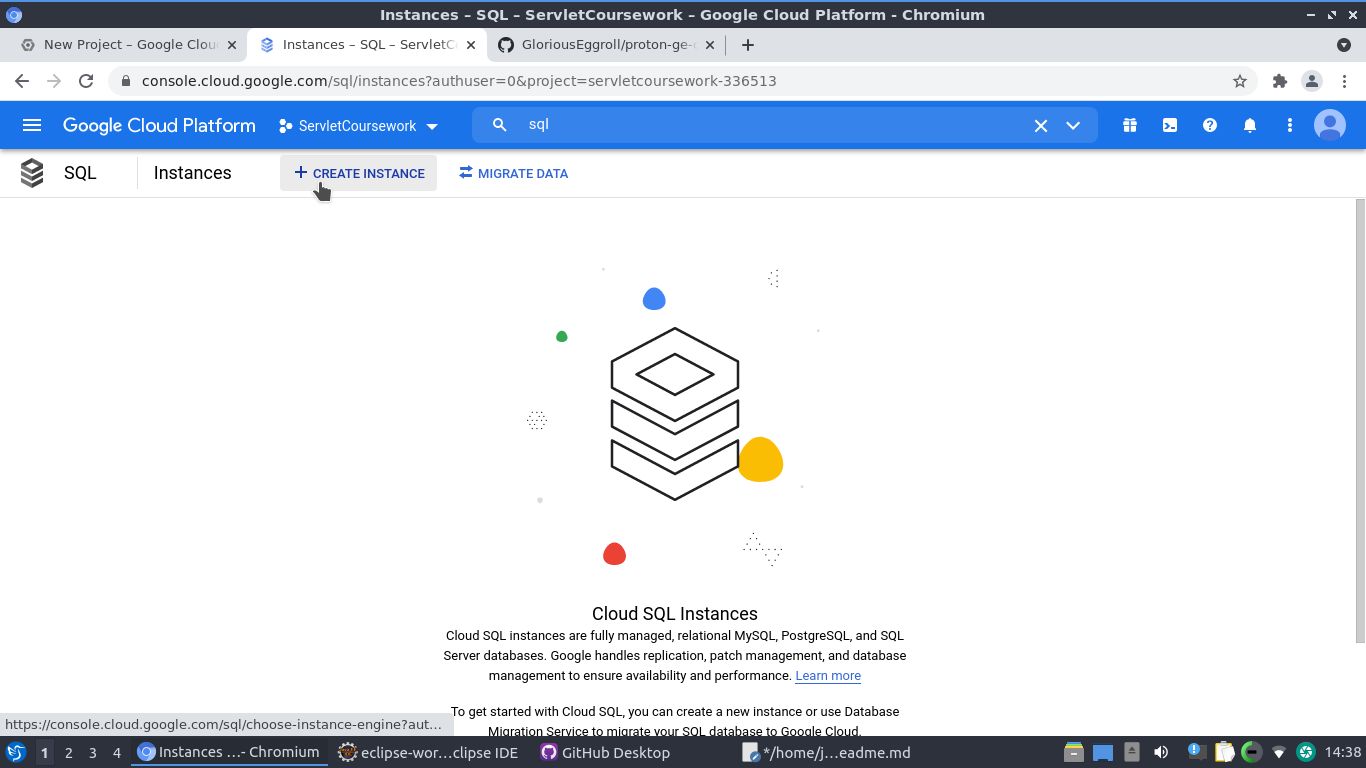 Instances – SQL – ServletCoursework – Google Cloud Platform - Chromium
New Project – Google Clou
Instances – SQL – ServletC
GloriousEggroll/proton-ge-c
console.cloud.google.com/sql/instances?authuser=0&project=servletcoursework-336513
Google Cloud Platform
ServletCoursework
sql
SQL
Instances
CREATE INSTANCE
MIGRATE DATA
Cloud SQL Instances
Cloud SQL instances are fully managed, relational MySQL, PostgreSQL, and SQL
Server databases. Google handles replication, patch management, and database
management to ensure availability and performance. Learn more
To get started with Cloud SQL, you can create a new instance or use Database
Migration Service to migrate your SQL database to Google Cloud.
https://console.cloud.google.com/sql/choose-instance-engine?aut...
1 2 3 4
Instances ...- Chromium
eclipse-wor...clipse IDE
GitHub Desktop
*/home/j...eadme.md
14:38